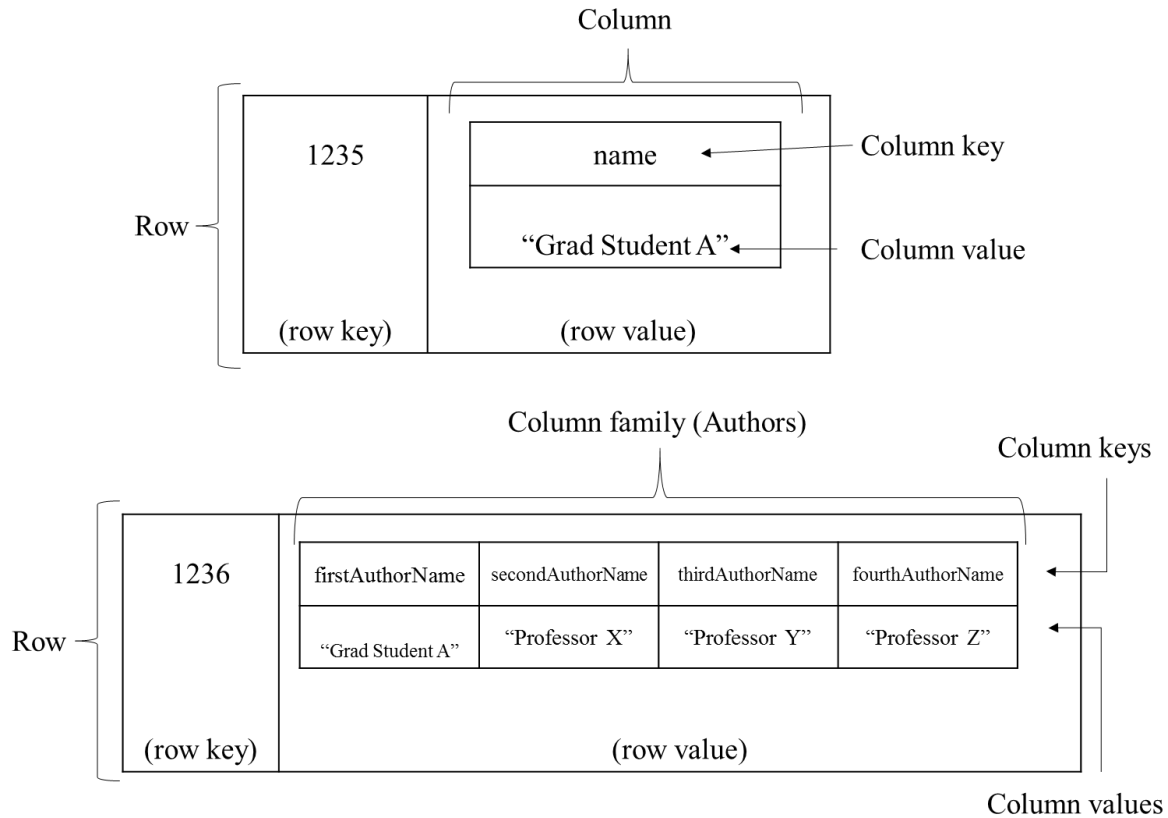 Column
1235
name
Column key
Row
“Grad Student A”
Column value
(row key)
(row value)
Column family (Authors)
Column keys
1236
firstAuthorName
secondAuthorName
thirdAuthorName
fourthAuthorName
Row
“Grad Student A”
“Professor X”
“Professor Y”
“Professor Z”
(row key)
(row value)
Column values